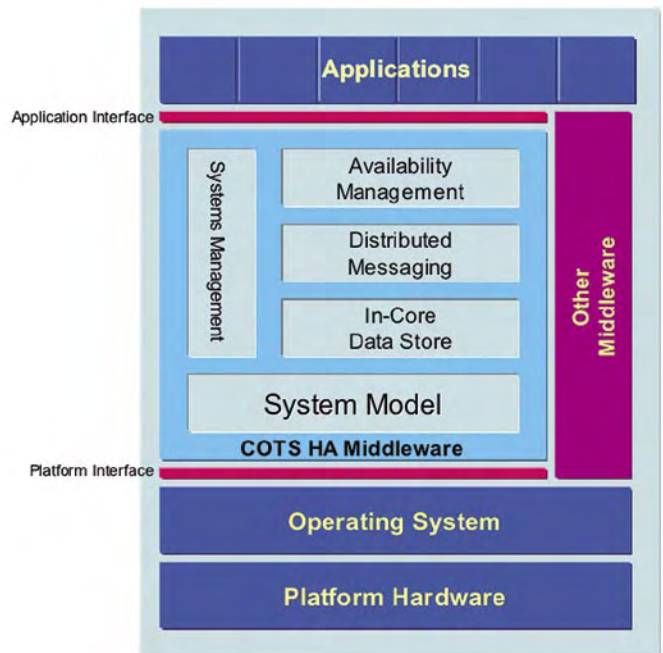 Applications
Application Interface
Systems Management
Availability
Management
Distributed
Messaging
In-Core
Data Store
System Model
COTS HA Middleware
Other
Middleware
Platform Interface
Operating System
Platform Hardware